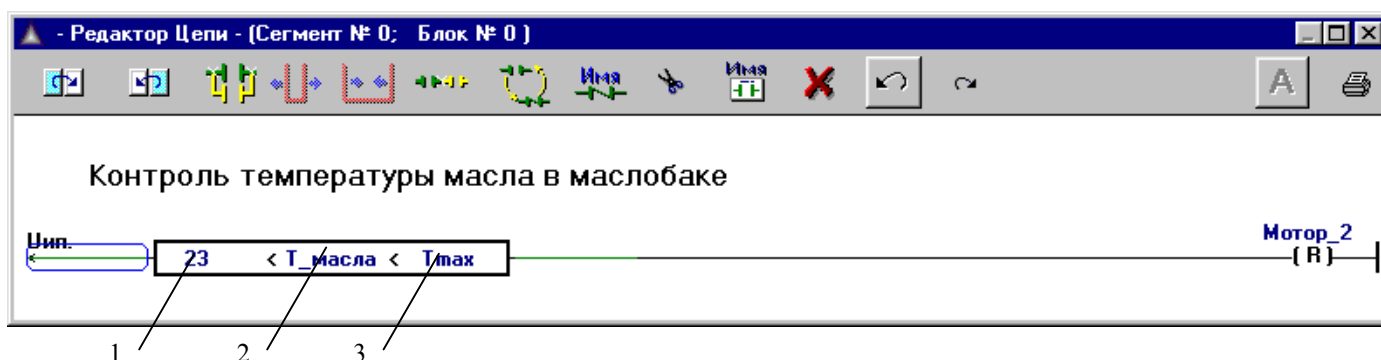 - Редактор Цепи - (Сегмент № 0; Блок № 0 )
Имя Имя A
Контроль температуры масла в маслобаке
Uип. Мотор_2
23 < Т_масла < Tmax ( R )
1 2 3